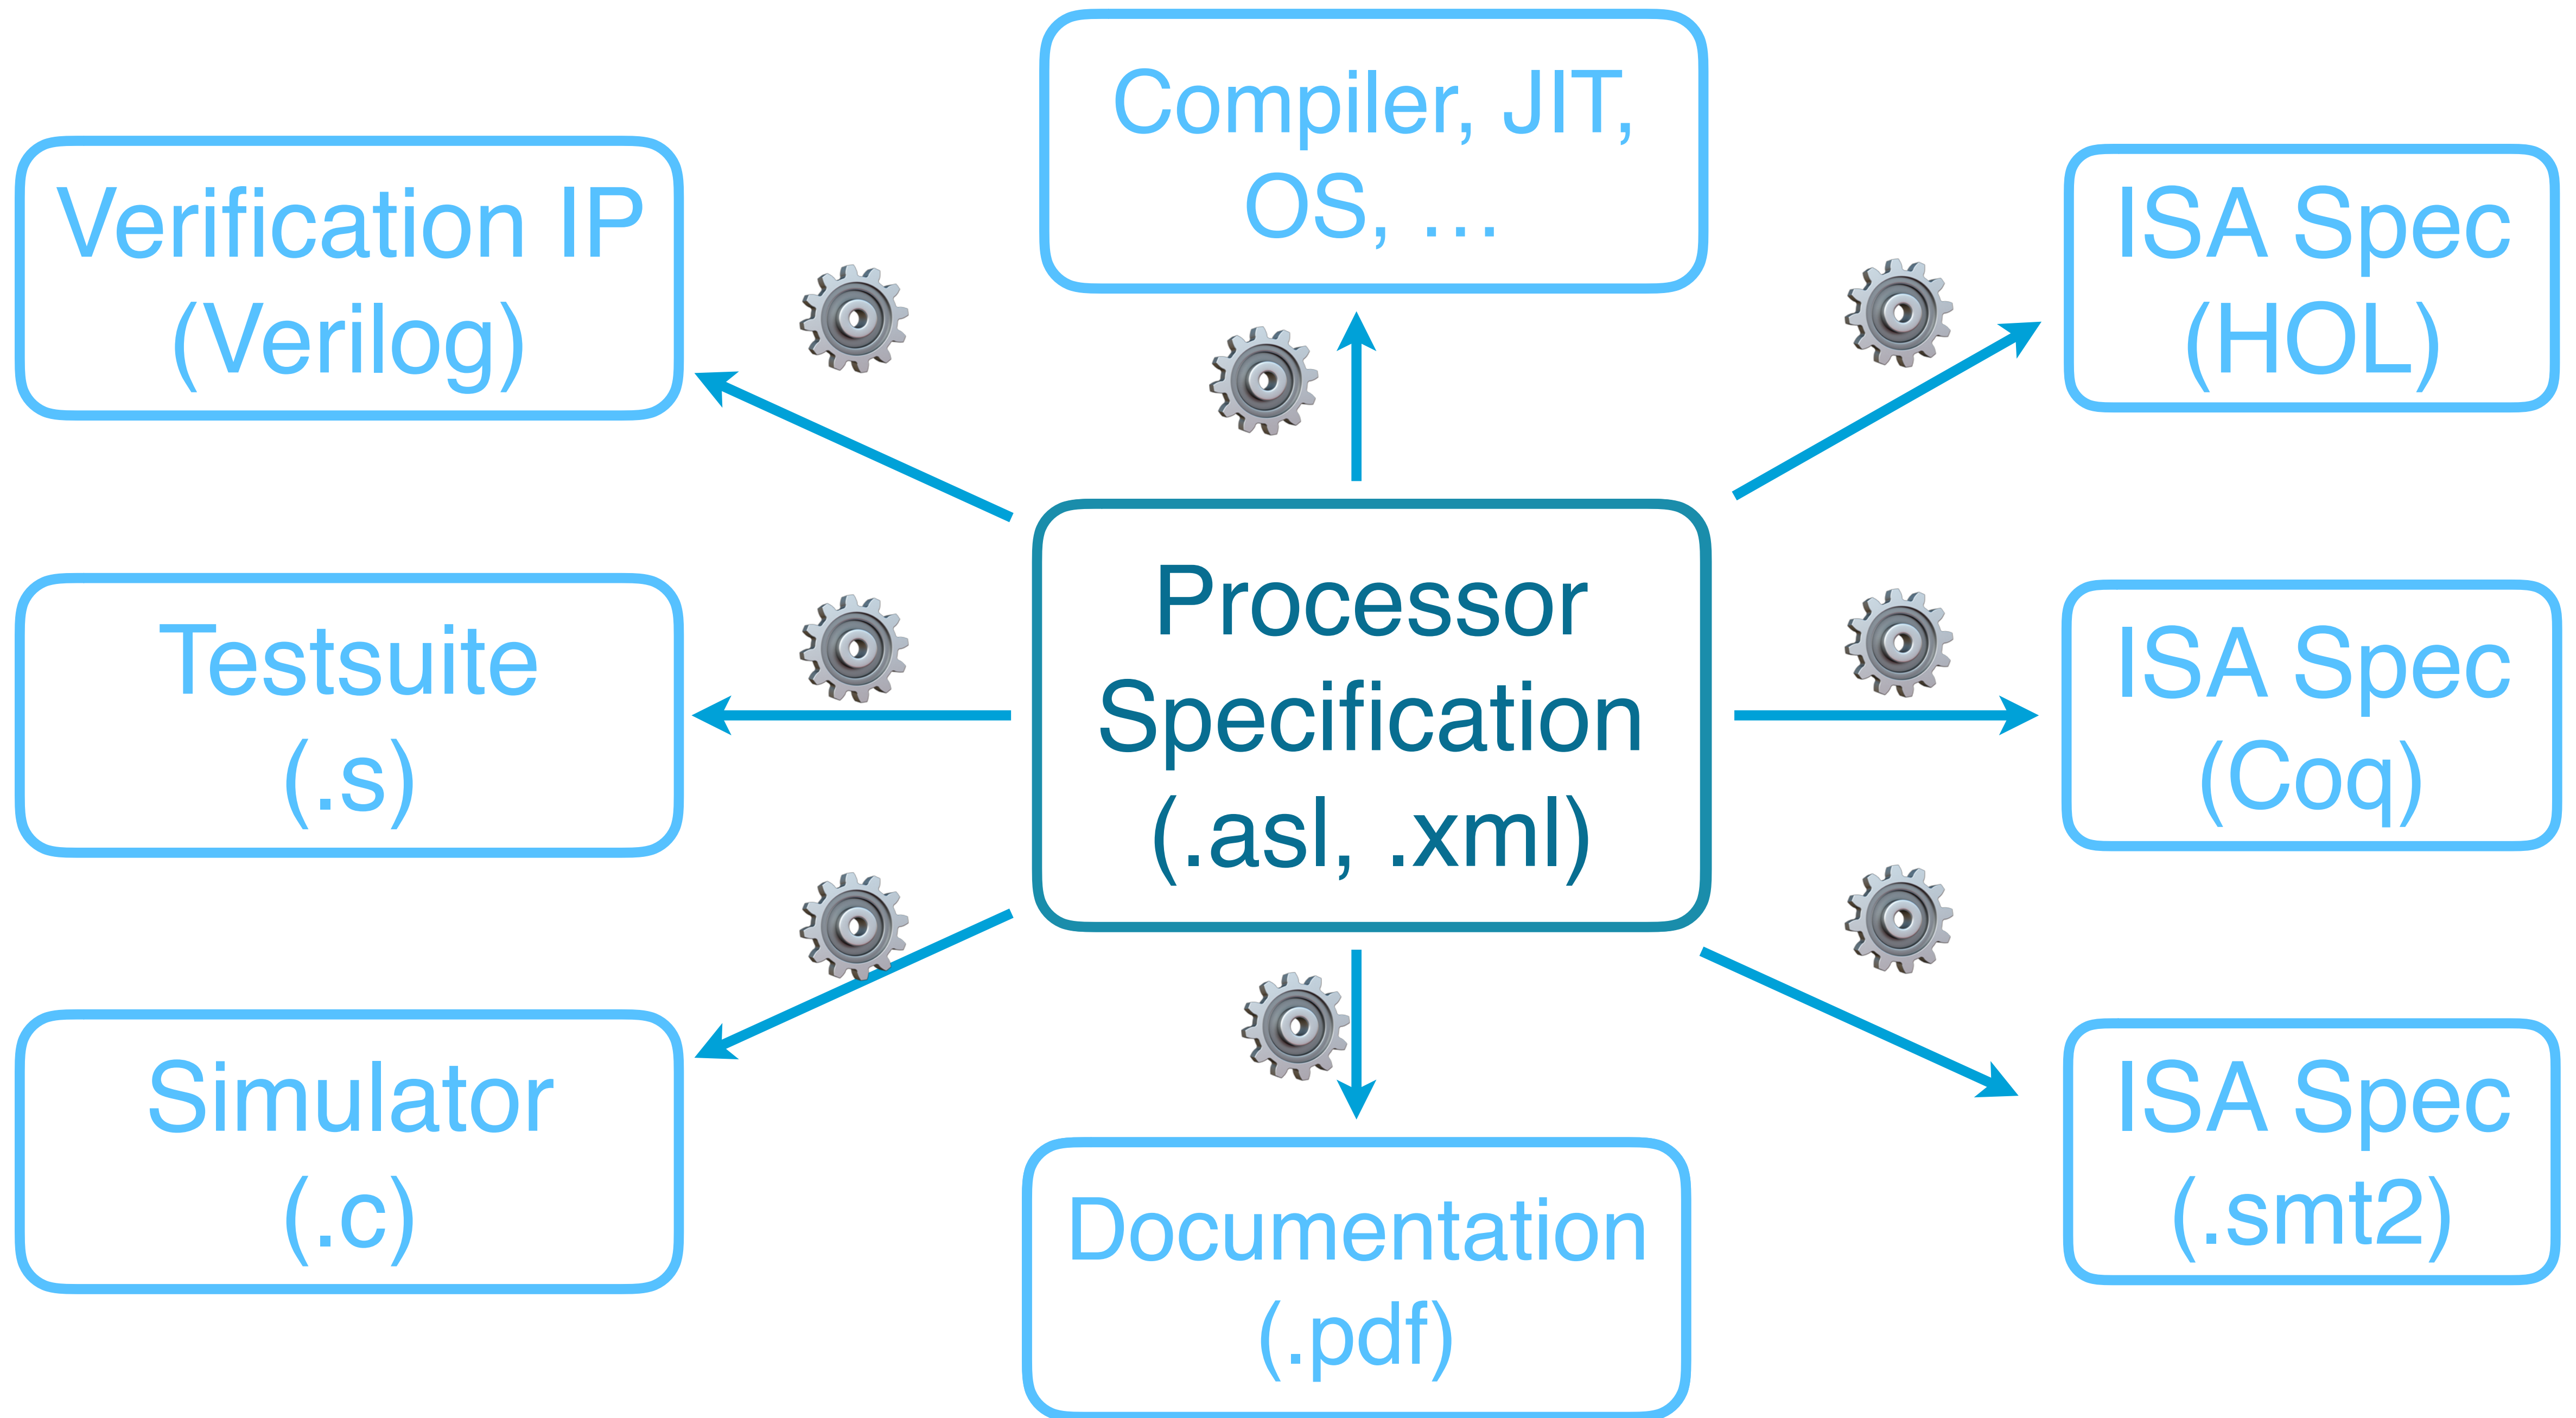 Compiler, JIT,
OS, …
Verification IP
(Verilog)
ISA Spec
(HOL)
Processor
Specification
(.asl, .xml)
Testsuite
(.s)
ISA Spec
(Coq)
Simulator
(.c)
Documentation
(.pdf)
ISA Spec
(.smt2)